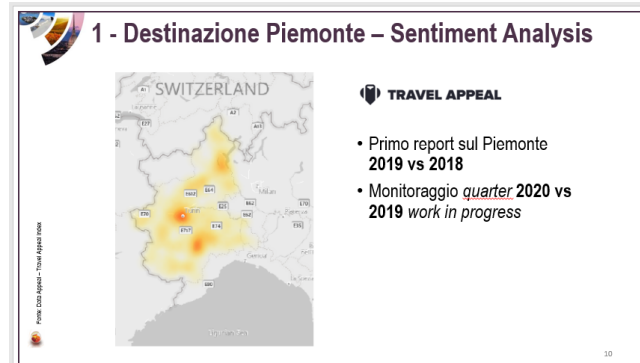 1 - Destinazione Piemonte – Sentiment Analysis
SWITZERLAND
TRAVEL APPEAL
• Primo report sul Piemonte
2019 vs 2018
• Monitoraggio quarter 2020 vs
2019 work in progress
Fonte: Data Appeal – Travel Appeal Index
10